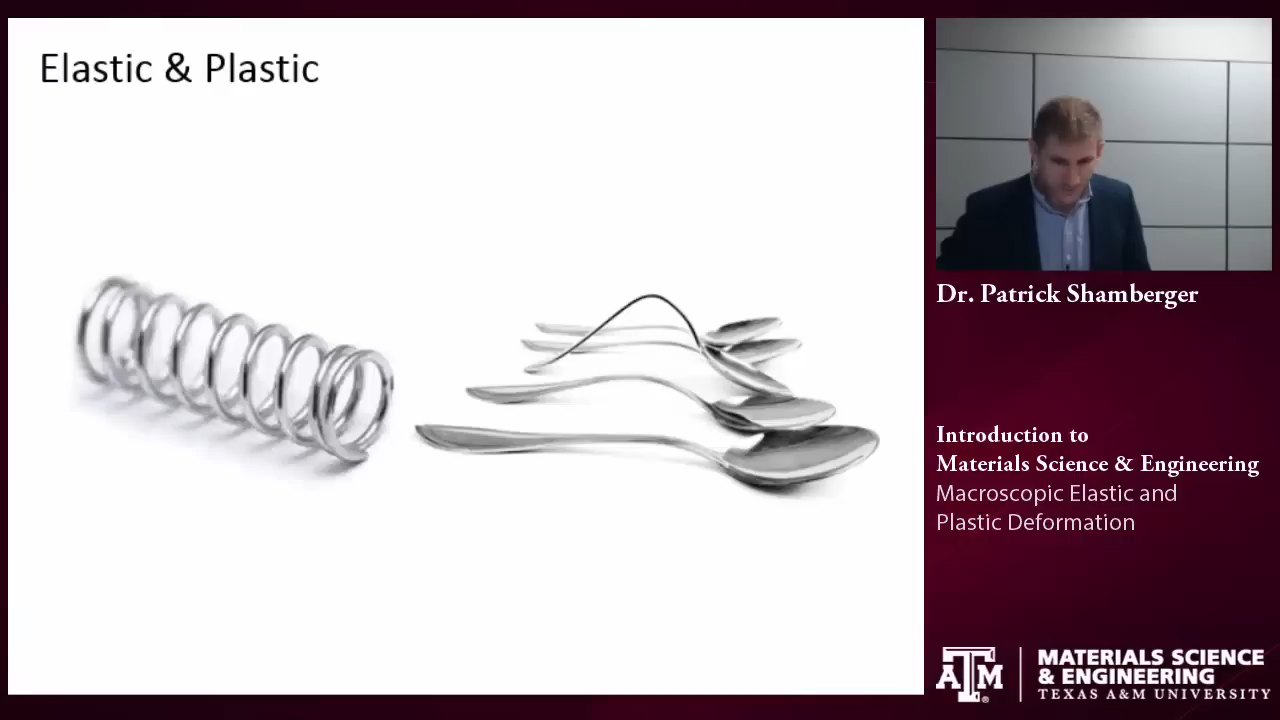 Elastic & Plastic
Dr. Patrick Shamberger
Introduction to
Materials Science & Engineering
Macroscopic Elastic and
Plastic Deformation
ATM
MATERIALS SCIENCE
& ENGINEERING
TEXAS A&M UNIVERSITY